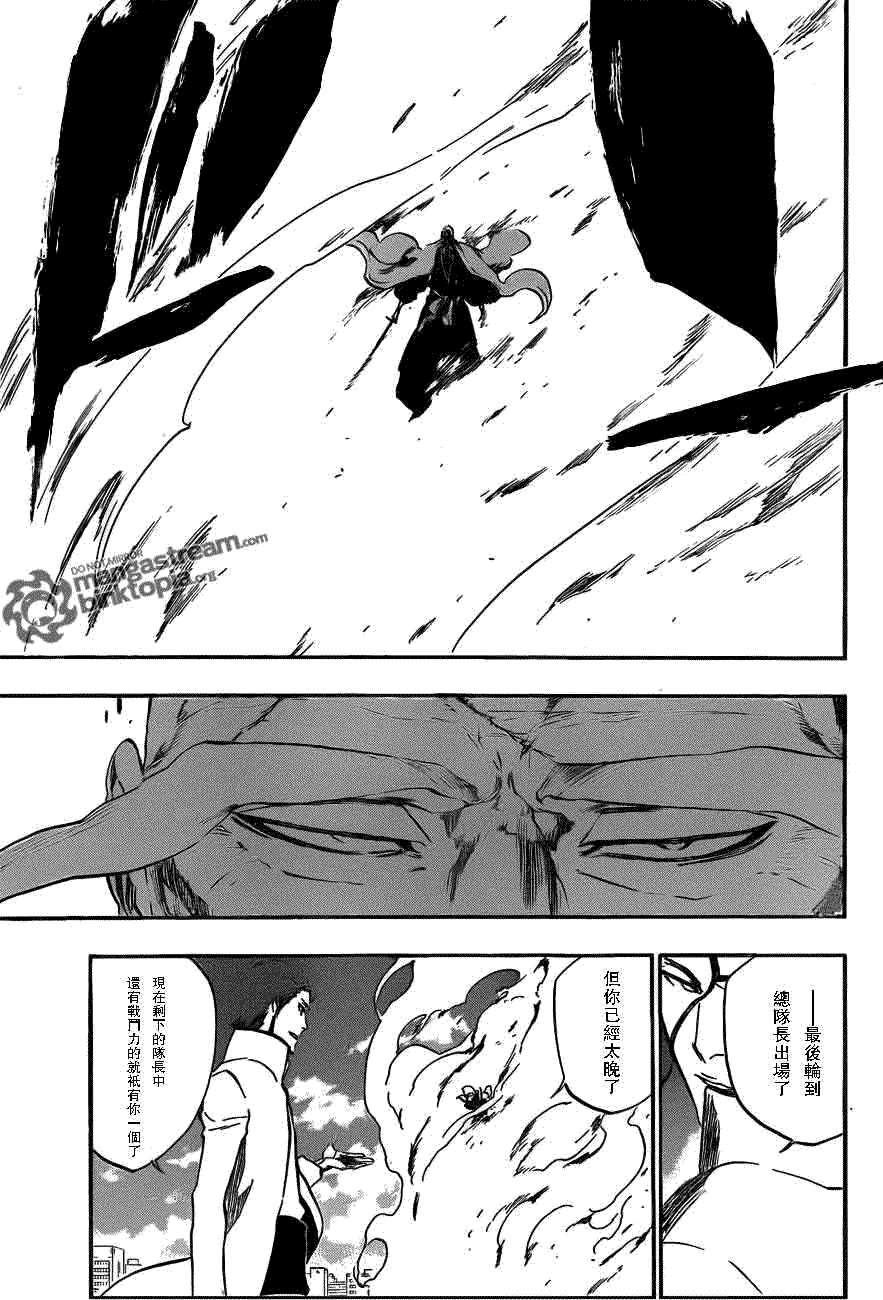 DO NOT MIRROR
mangastream.com
binktopia.org
——最後輪到
總隊長出場了
但你已經太晚了
現在剩下的隊長中
還有戰鬥力的就祇有你一個了